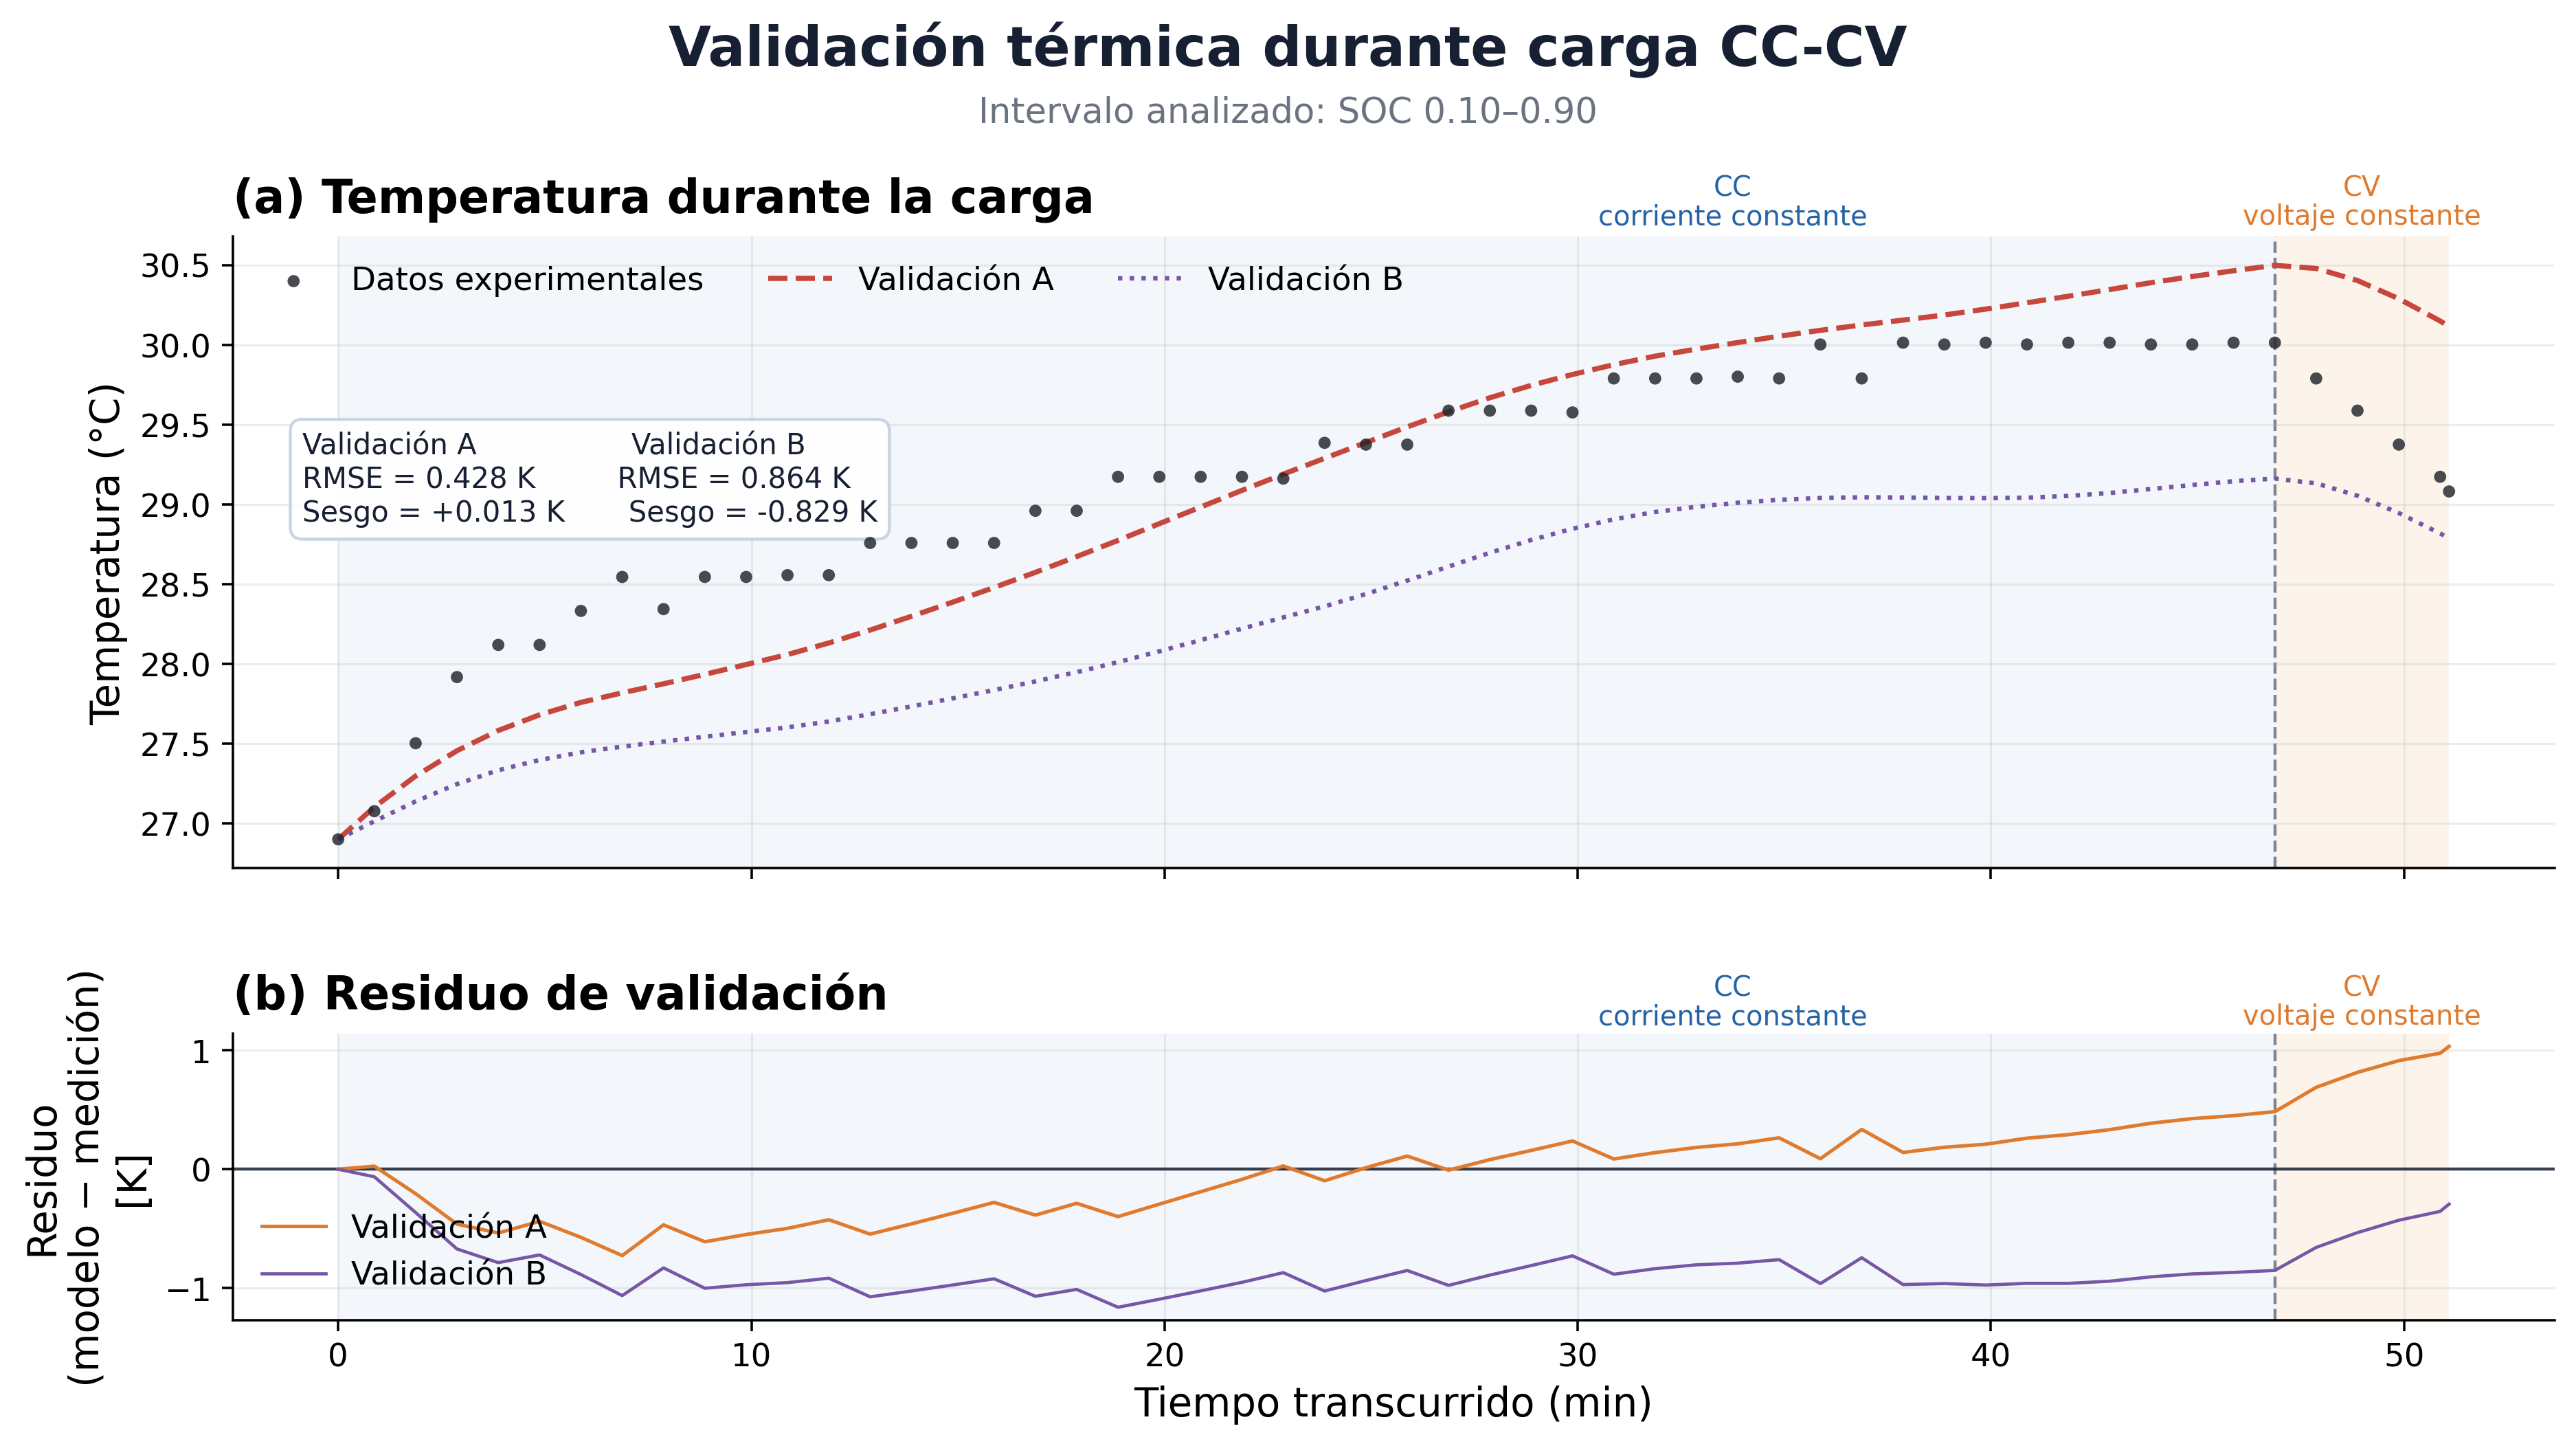 Validación térmica durante carga CC-CV
Intervalo analizado: SOC 0.10–0.90
(a) Temperatura durante la carga
CC
corriente constante
CV
voltaje constante
Datos experimentales
Validación A
Validación B
Validación A Validación B
RMSE = 0.428 K RMSE = 0.864 K
Sesgo = +0.013 K Sesgo = -0.829 K
Temperatura (°C)
30.5
30.0
29.5
29.0
28.5
28.0
27.5
27.0
(b) Residuo de validación
CC
corriente constante
CV
voltaje constante
Residuo
(modelo − medición)
[K]
1
0
−1
Validación A
Validación B
0
10
20
30
40
50
Tiempo transcurrido (min)